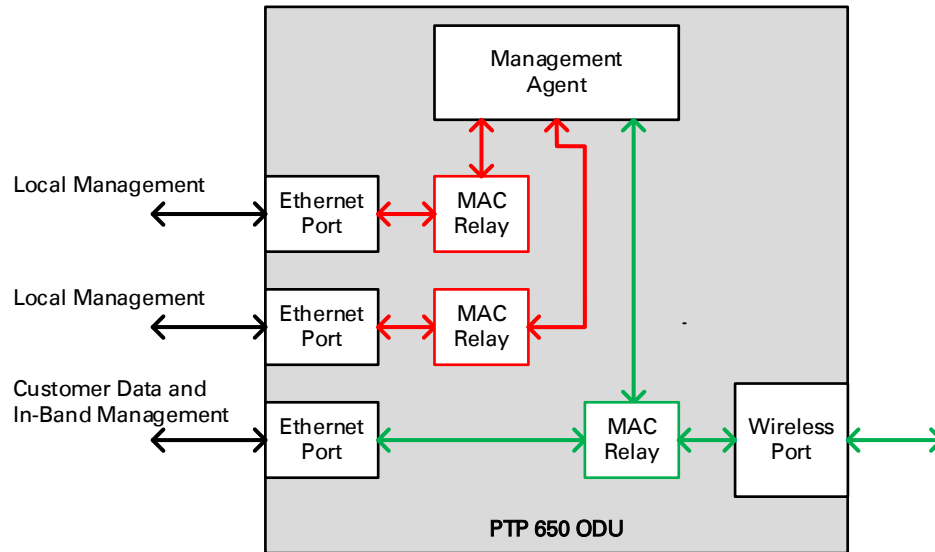 Management
Agent
Local Management
Ethernet
Port
MAC
Relay
Local Management
Ethernet
Port
MAC
Relay
Customer Data and
In-Band Management
Ethernet
Port
MAC
Relay
Wireless
Port
-
PTP 650 ODU